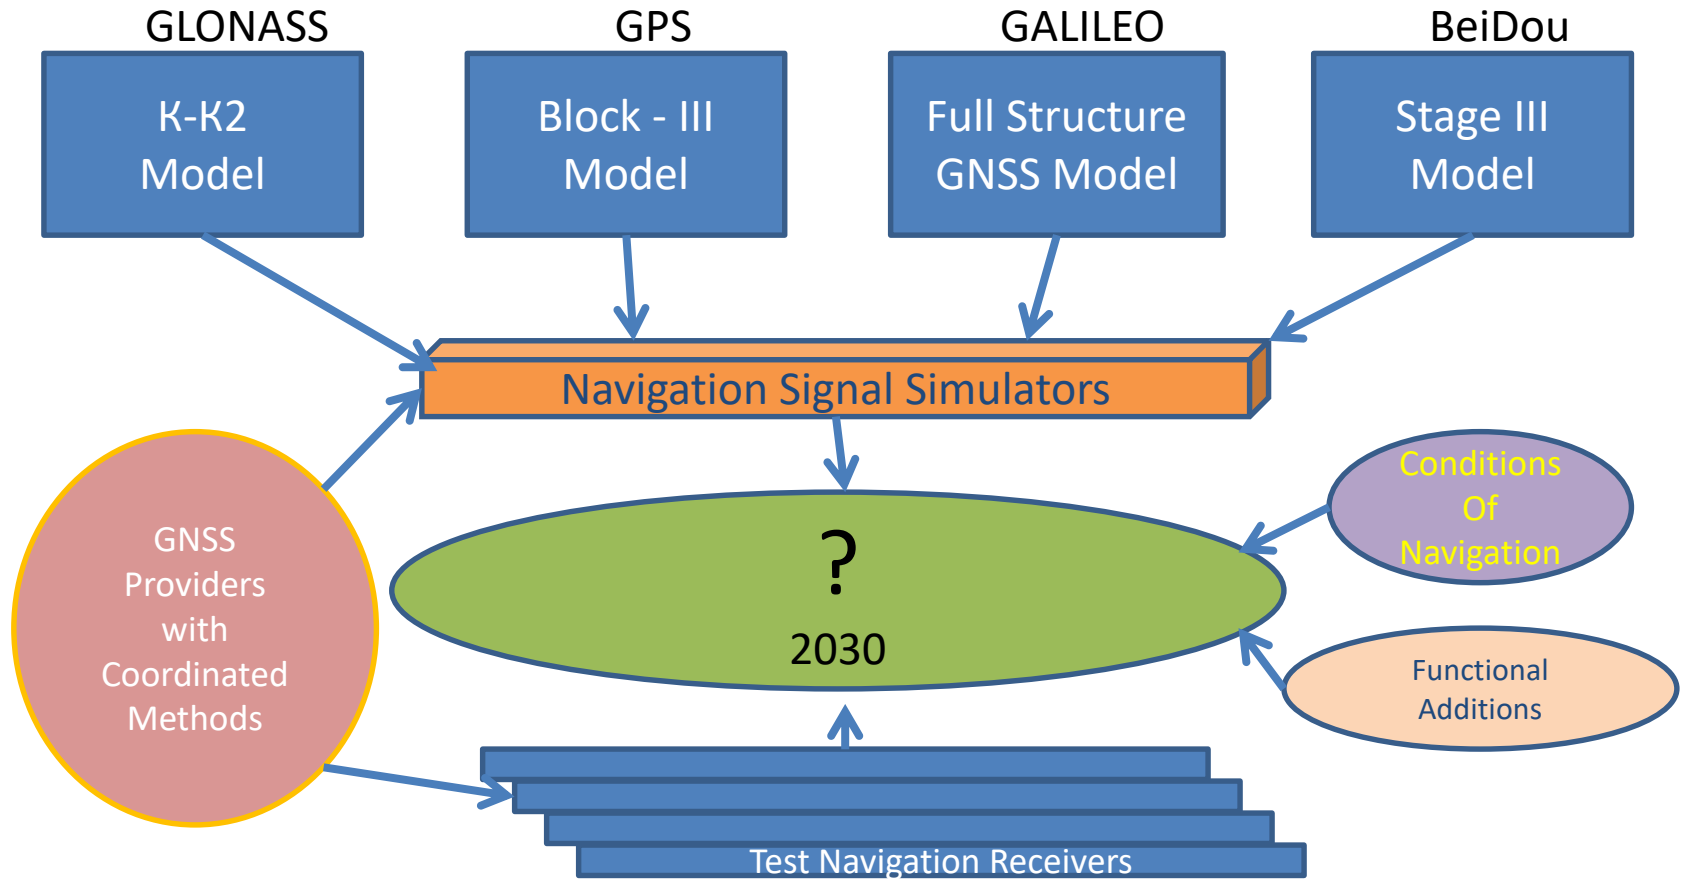 GLONASS
GPS
GALILEO
BeiDou
К-К2
Model
Block - III
Model
Full Structure
GNSS Model
Stage III
Model
Navigation Signal Simulators
GNSS
Providers
with
Coordinated
Methods
?
2030
Conditions
Of
Navigation
Functional
Additions
Test Navigation Receivers